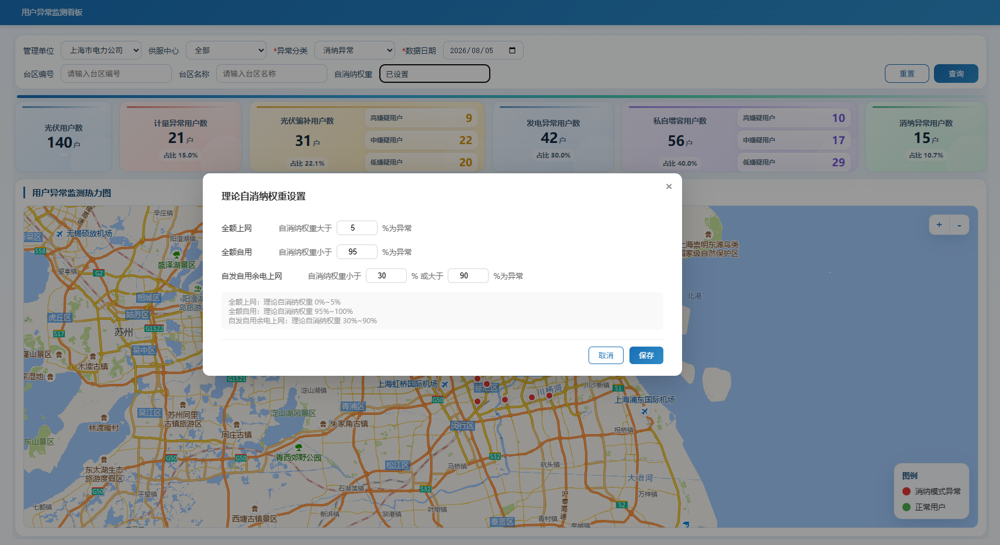 用户异常监测看板
管理单位 上海市电力公司 供服中心 全部 *异常分类 消纳异常 *数据日期 2026/08/05
台区编号 请输入台区编号 台区名称 请输入台区名称 自消纳权重 已设置 重置 查询
光伏用户数
140户
计量异常用户数
21户
占比 15.0%
光伏骗补用户数
31户
占比 22.1%
高嫌疑用户 9
中嫌疑用户 22
低嫌疑用户 20
发电异常用户数
42户
占比 30.0%
私自增容用户数
56户
占比 40.0%
高嫌疑用户 10
中嫌疑用户 17
低嫌疑用户 29
消纳异常用户数
15户
占比 10.7%
用户异常监测热力图
理论自消纳权重设置 ×
全额上网 自消纳权重大于 5 %为异常
全额自用 自消纳权重小于 95 %为异常
自发自用余电上网 自消纳权重小于 30 % 或大于 90 %为异常
全额上网：理论自消纳权重 0%~5%
全额自用：理论自消纳权重 95%~100%
自发自用余电上网：理论自消纳权重 30%~90%
取消 保存
+ -
辛庄镇
无锡硕放机场
新吴区
阳澄湖镇
S58
盛泽湖景区
望亭镇
G2
相城区
虎丘区
姑苏区
G1522
S17
苏州
吴中区
木渎古镇
G1521
上海崇明东滩鸟类
国家级自然保护区
北港
淀山湖镇
上海虹桥国际机场
徐汇区
川杨河
川沙新镇
S1
G50
上海浦东国际机场
青浦区
吴江区
苏州同里
古镇旅游区
淀山湖风景区
朱家角古镇
闵行区
林渡暖村
周庄古镇
祝桥镇
东山景区
青西郊野公园
G50
G50
S32
松江区
马桥镇
航头镇
东太湖生态
旅游度假区
大治河
G50
平望镇
石湖荡镇
S32
沪奉高速
万祥镇
七都镇
叶榭镇
S2
西塘古镇景区
新浜镇
泖港镇
奉贤区
青村镇
奉城镇
图例
消纳模式异常
正常用户